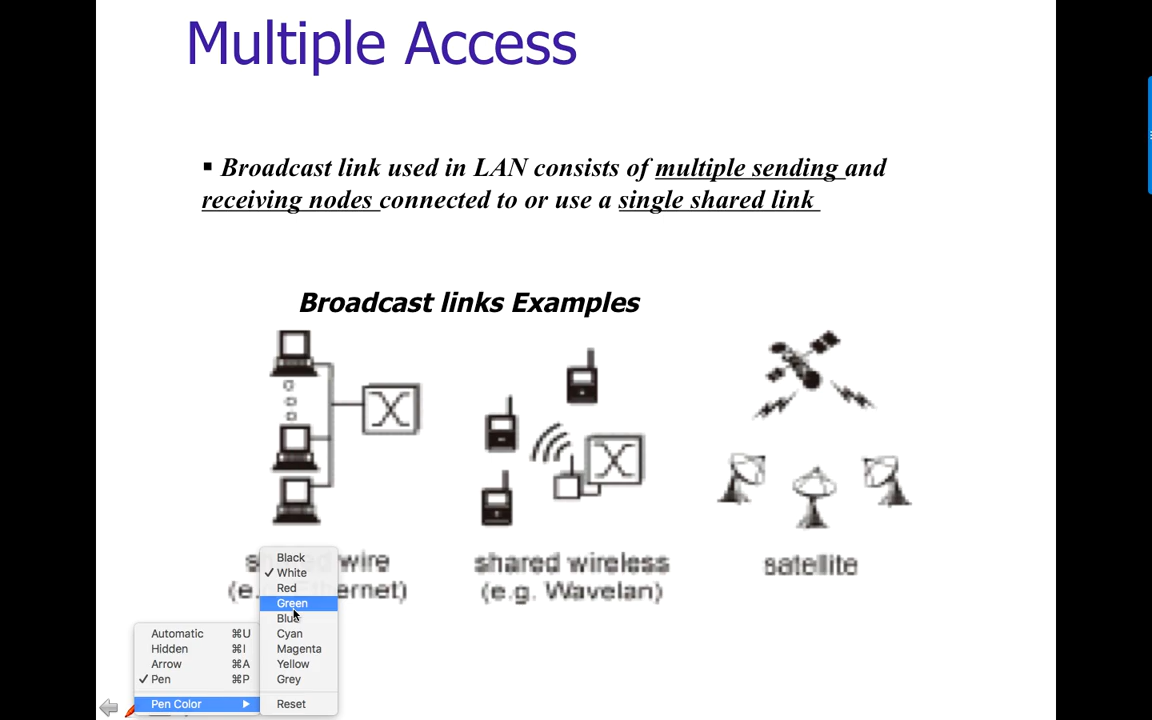 Multiple Access
▪ Broadcast link used in LAN consists of multiple sending and
receiving nodes connected to or use a single shared link
Broadcast links Examples
wire
(e. ernet)
shared wireless
(e.g. Wavelan)
satellite
Black
✓ White
Red
Green
Blue
Cyan
Magenta
Yellow
Grey
Reset
Automatic ⌘U
Hidden ⌘I
Arrow ⌘A
✓ Pen ⌘P
Pen Color ▶